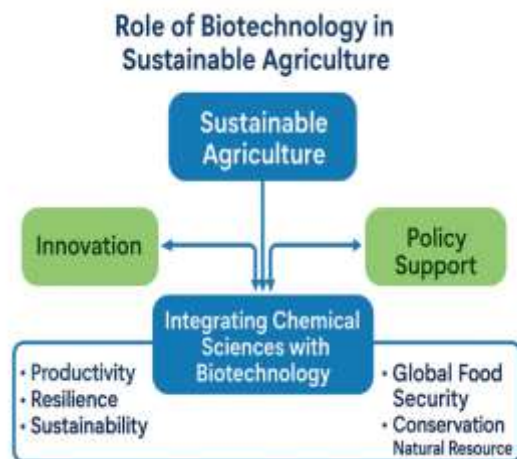 Role of Biotechnology in
Sustainable Agriculture
Sustainable
Agriculture
Innovation
Policy
Support
Integrating Chemical
Sciences with
Biotechnology
• Productivity
• Resilience
• Sustainability
• Global Food
Security
• Conservation
Natural Resource